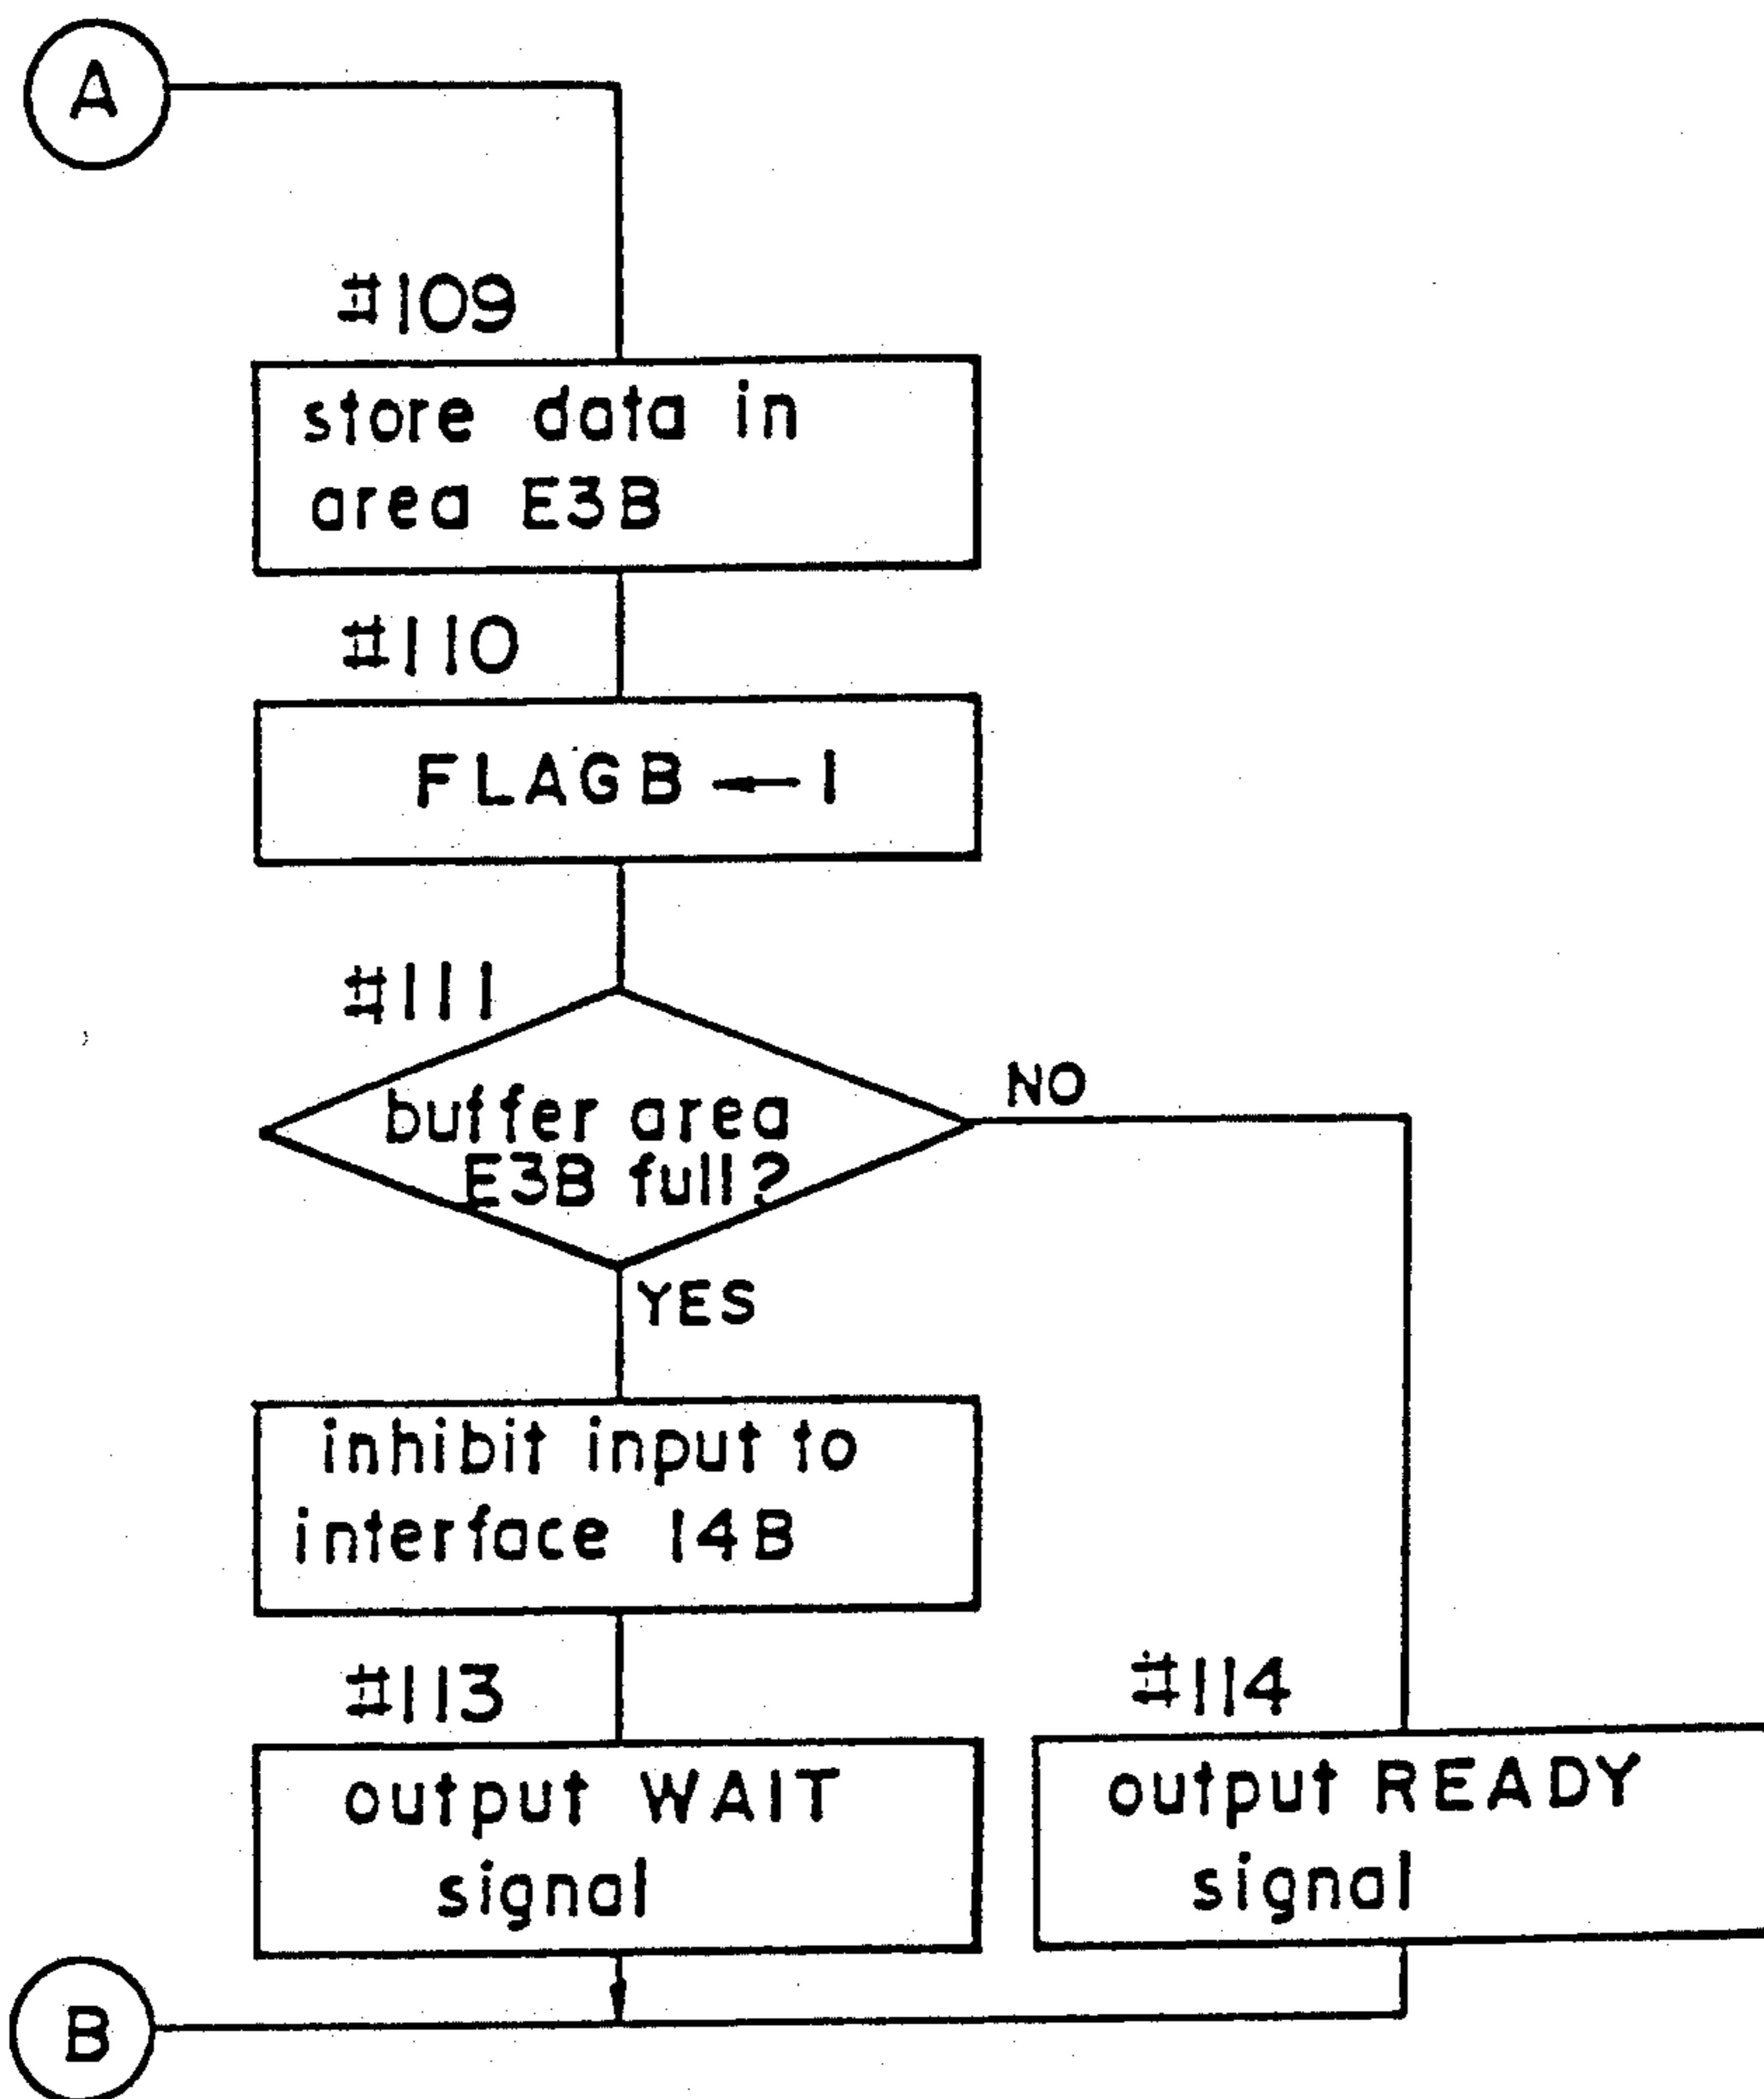 A
#109
store data in
area E3B
#110
FLAGB ← 1
#111
buffer area
E3B full?
NO
YES
inhibit input to
interface 14B
#113
output WAIT
signal
#114
output READY
signal
B